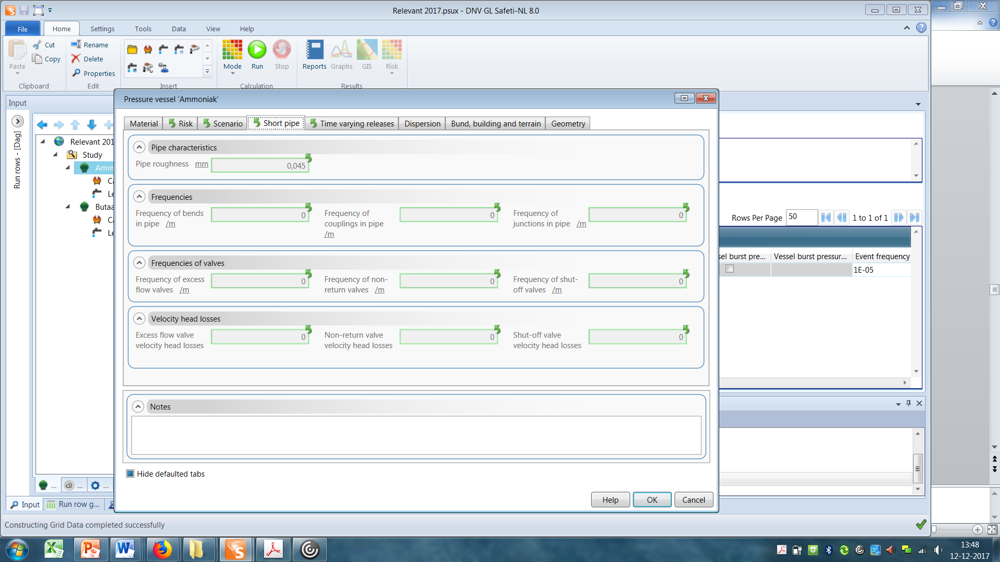 Relevant 2017.psux - DNV GL Safeti-NL 8.0
File Home Settings Tools Data View Help
Paste Cut Copy
Clipboard
Rename
Delete
Properties
Edit
Insert
Mode Run Stop
Calculation
Reports Graphs GIS Risk
Results
Input
Run rows - [Dag]
Relevant 201
Study
Amm
Ca
Le
Butaa
Ca
Le
Pressure vessel 'Ammoniak'
Material Risk Scenario Short pipe Time varying releases Dispersion Bund, building and terrain Geometry
Pipe characteristics
Pipe roughness mm 0,045
Frequencies
Frequency of bends in pipe /m 0
Frequency of couplings in pipe /m 0
Frequency of junctions in pipe /m 0
Frequencies of valves
Frequency of excess flow valves /m 0
Frequency of non-return valves /m 0
Frequency of shut-off valves /m 0
Velocity head losses
Excess flow valve velocity head losses 0
Non-return valve velocity head losses 0
Shut-off valve velocity head losses 0
Notes
Hide defaulted tabs
Help OK Cancel
Rows Per Page 50 1 to 1 of 1
sel burst pre... Vessel burst pressur... Event frequency
1E-05
... ... ...
Input Run row g...
Constructing Grid Data completed successfully
13:48
12-12-2017